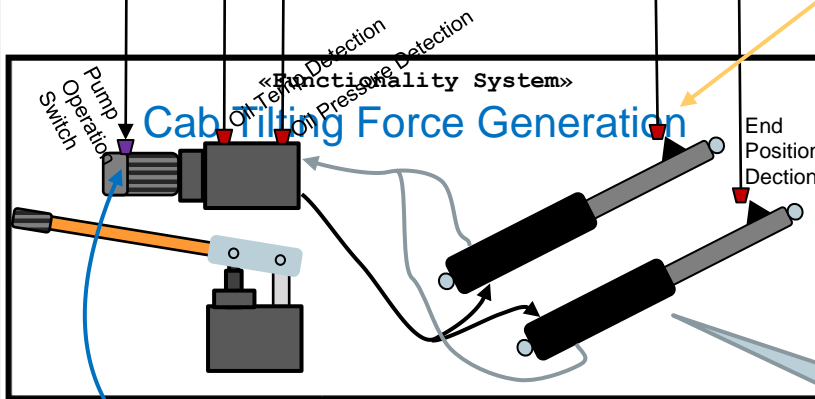 «Functionality System»
Cab Tilting Force Generation
Pump
Operation
Switch
Oil Temp Detection
Oil Pressure Detection
End
Position
Dection